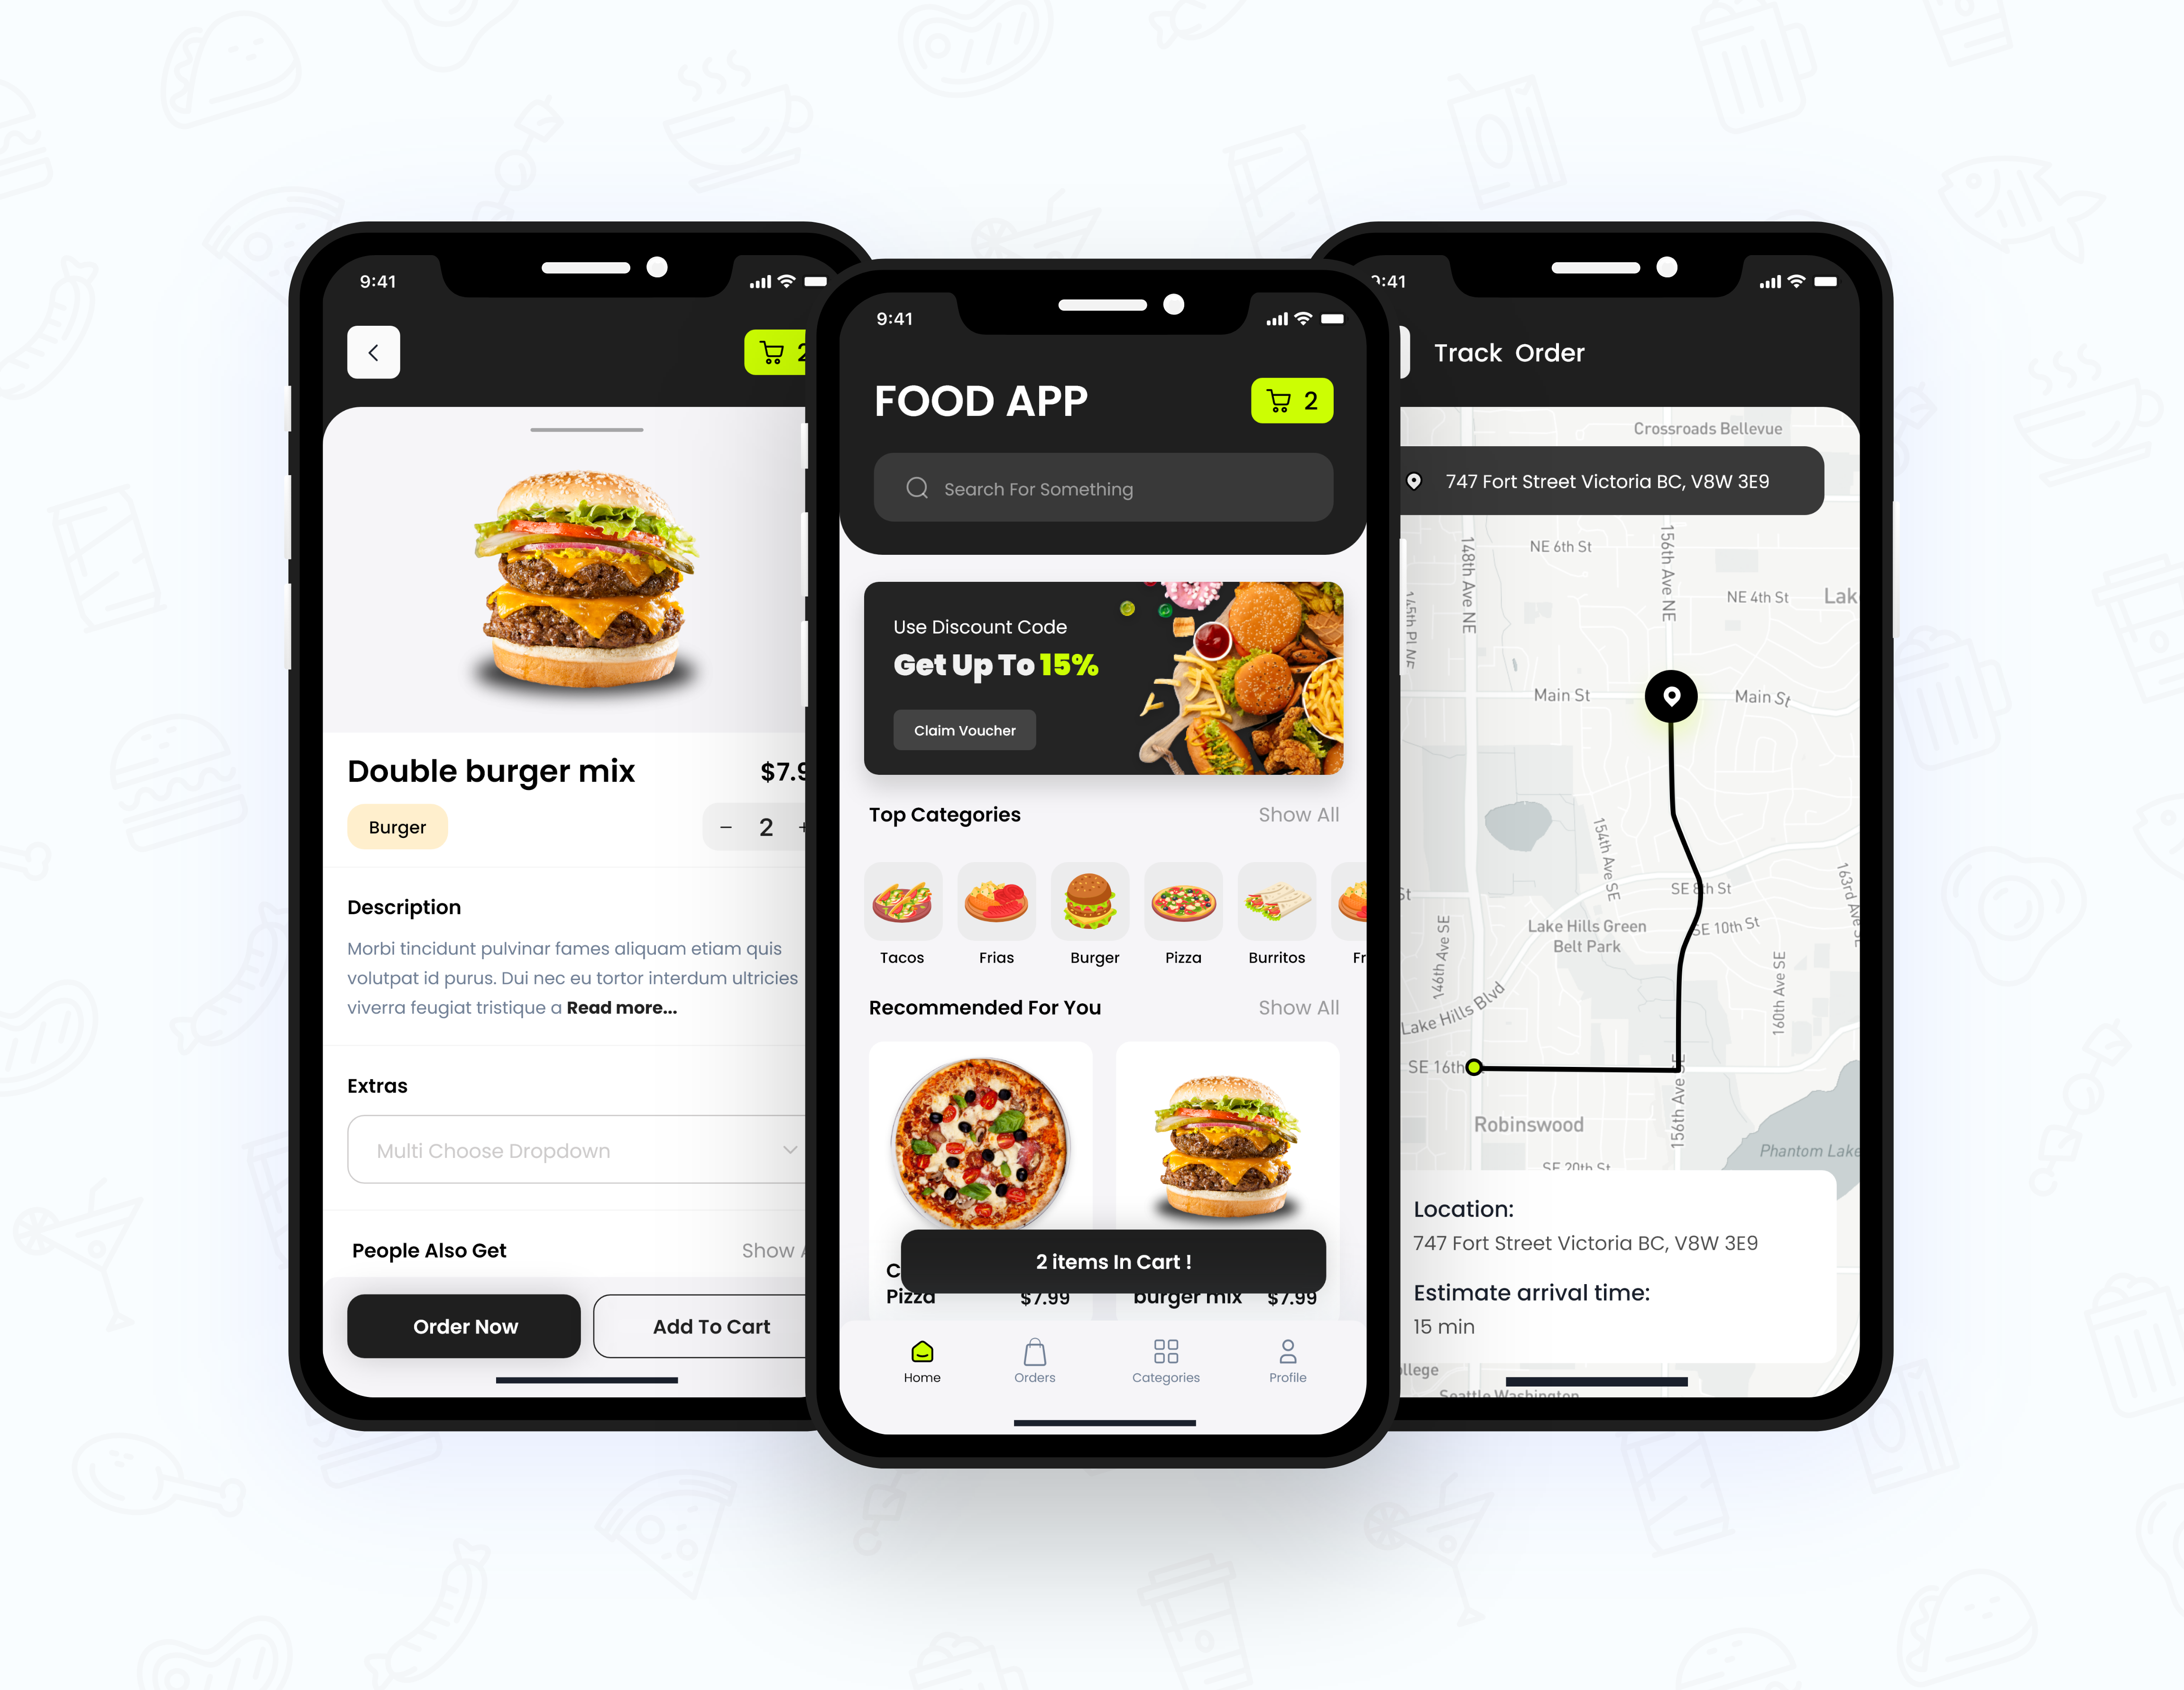 9:41
2
Double burger mix
$7.9
Burger
2
Description
Morbi tincidunt pulvinar fames aliquam etiam quis
volutpat id purus. Dui nec eu tortor interdum ultricies
viverra feugiat tristique a Read more...
Extras
Multi Choose Dropdown
People Also Get
Show
Order Now
Add To Cart
9:41
FOOD APP
2
Search For Something
Use Discount Code
Get Up To 15%
Claim Voucher
Top Categories
Show All
Tacos
Frias
Burger
Pizza
Burritos
Fr
Recommended For You
Show All
Pizza
$7.99
burger mix
$7.99
2 items In Cart !
Home
Orders
Categories
Profile
9:41
Track Order
Crossroads Bellevue
747 Fort Street Victoria BC, V8W 3E9
NE 6th St
148th Ave NE
156th Ave NE
NE 4th St
Lak
145th Pl NE
Main St
Main St
154th Ave SE
SE 8th St
163rd Ave SE
St
Lake Hills Green
Belt Park
SE 10th St
146th Ave SE
160th Ave SE
Lake Hills Blvd
SE 16th
156th Ave SE
Robinswood
Phantom Lake
SE 20th St
Location:
747 Fort Street Victoria BC, V8W 3E9
Estimate arrival time:
15 min
llege
Seattle Washington